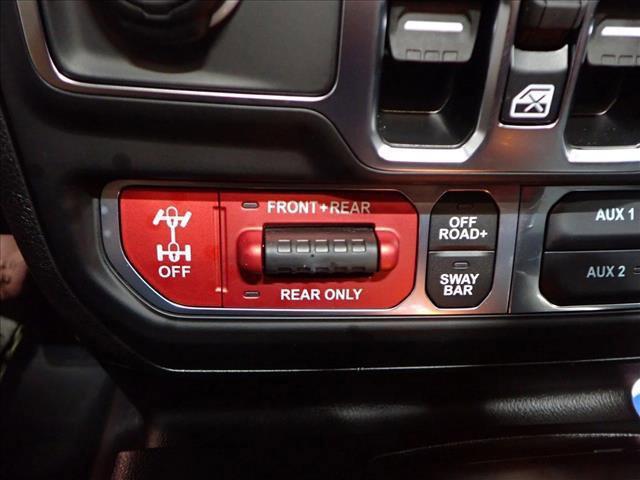 FRONT+REAR
OFF
REAR ONLY
OFF
ROAD+
SWAY
BAR
AUX 1
AUX 2